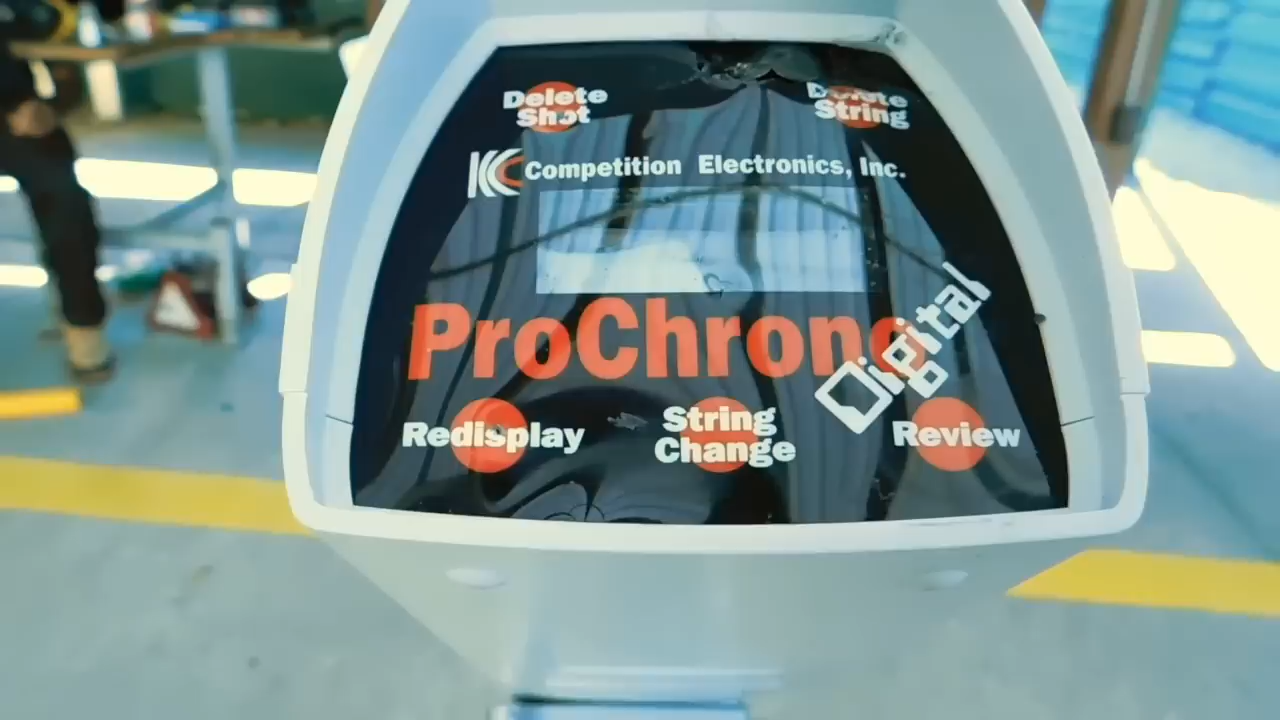 Delete
Shot
Delete
String
Competition Electronics, Inc.
ProChrono
Digital
Redisplay
String
Change
Review